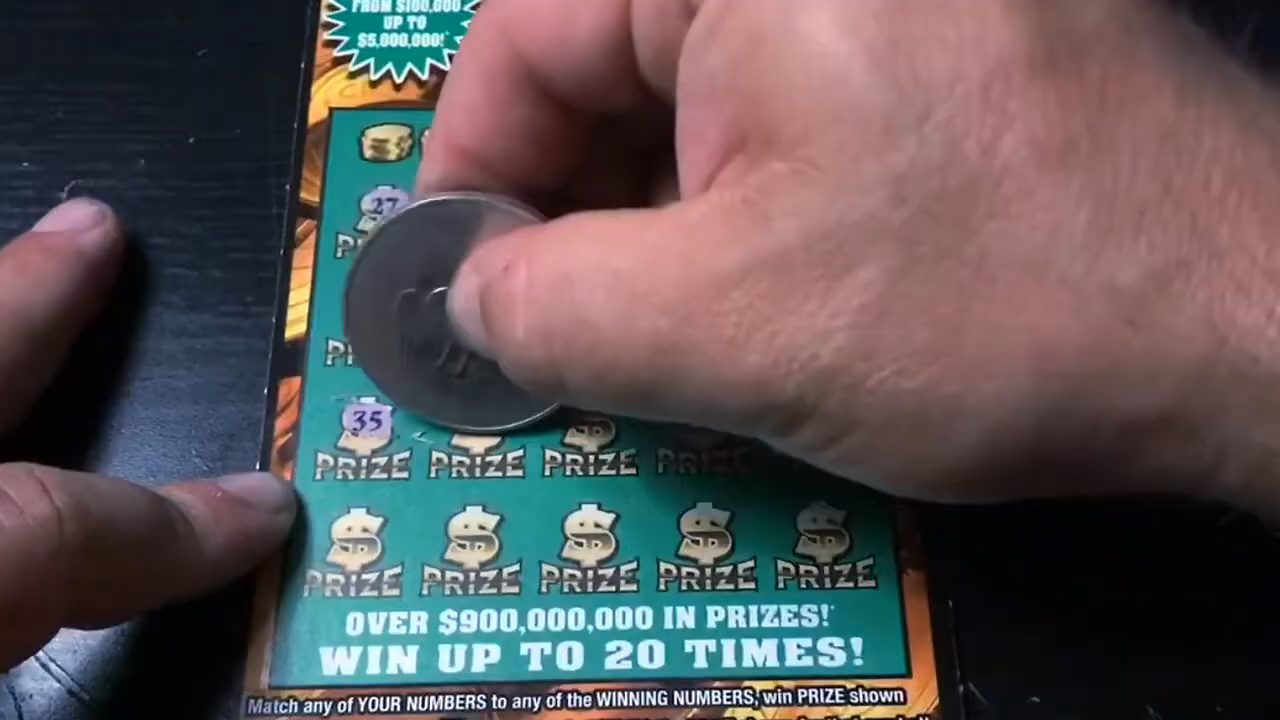 FROM $100,000
UP TO
$5,000,000!*
27
35
PRIZE PRIZE PRIZE PRIZE
PRIZE PRIZE PRIZE PRIZE PRIZE
OVER $900,000,000 IN PRIZES!*
WIN UP TO 20 TIMES!
Match any of YOUR NUMBERS to any of the WINNING NUMBERS, win PRIZE shown